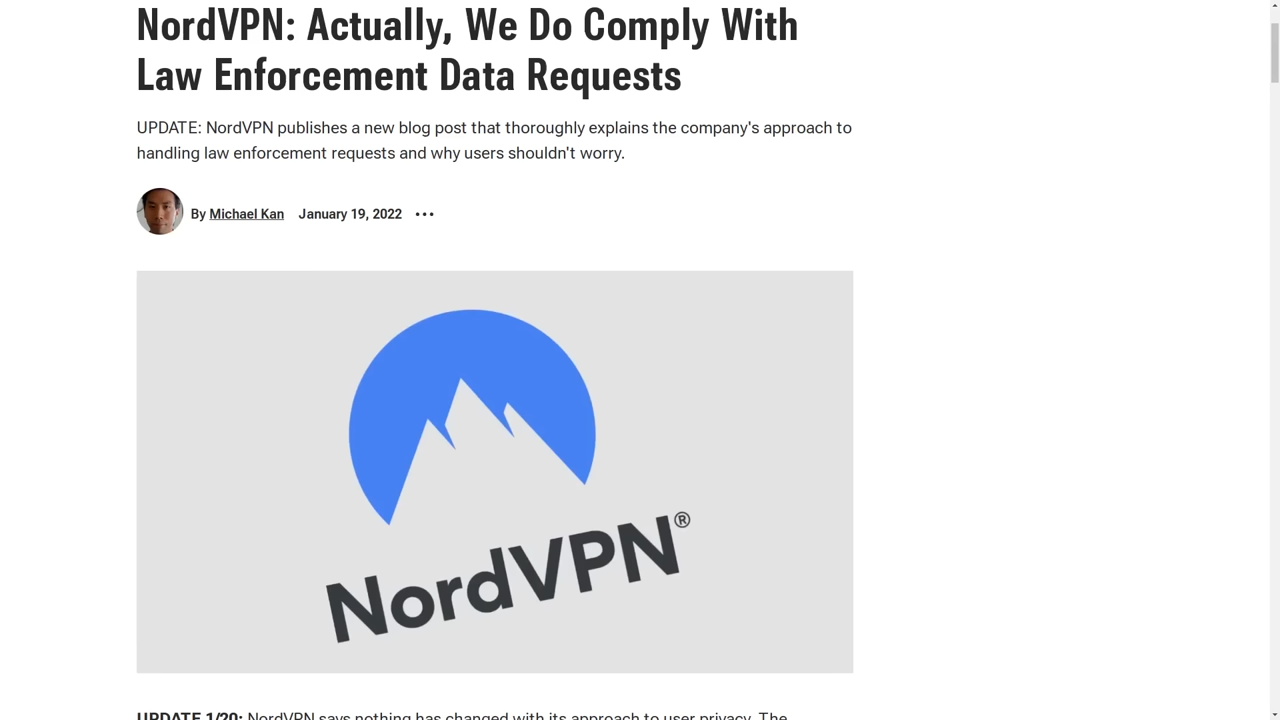 NordVPN: Actually, We Do Comply With
Law Enforcement Data Requests
UPDATE: NordVPN publishes a new blog post that thoroughly explains the company's approach to
handling law enforcement requests and why users shouldn't worry.
By Michael Kan January 19, 2022 •••
NordVPN®
UPDATE 1/20: NordVPN says nothing has changed with its approach to user privacy. The